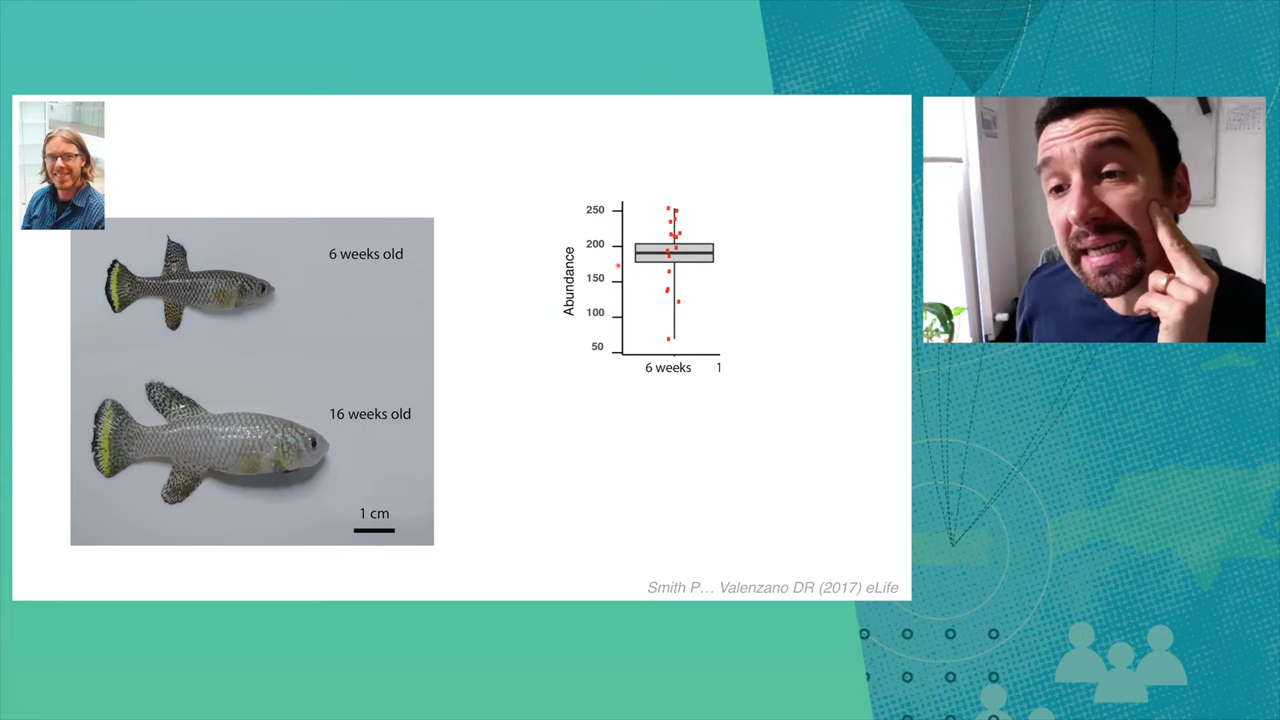 6 weeks old
16 weeks old
1 cm
Abundance
250
200
150
100
50
6 weeks 1
Smith P… Valenzano DR (2017) eLife